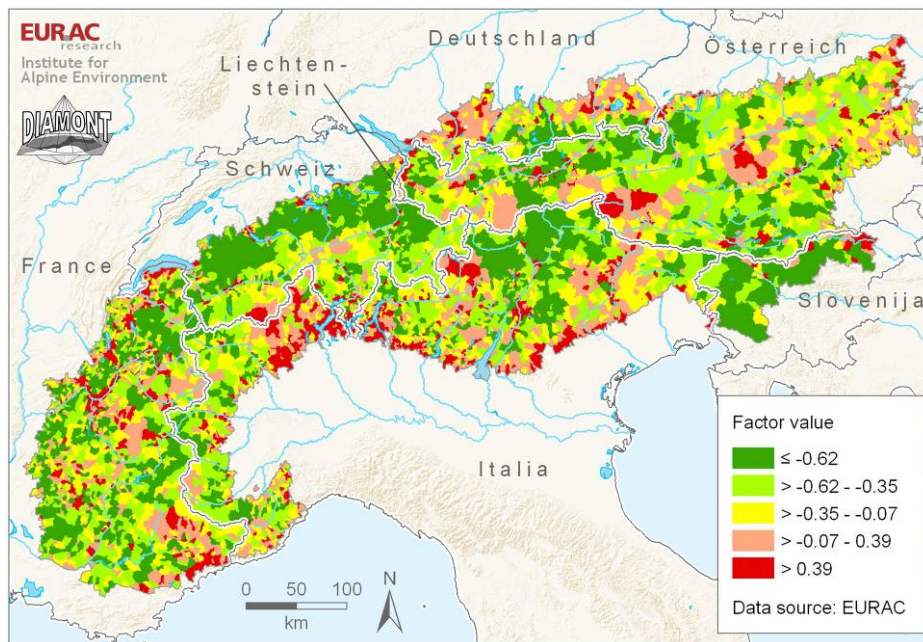 EURAC
research
Institute for
Alpine Environment
DIAMONT
Deutschland
Österreich
Liechten-
stein
Schweiz
France
Slovenija
Italia
Factor value
≤ -0.62
> -0.62 - -0.35
> -0.35 - -0.07
> -0.07 - 0.39
> 0.39
Data source: EURAC
0 50 100
km
N